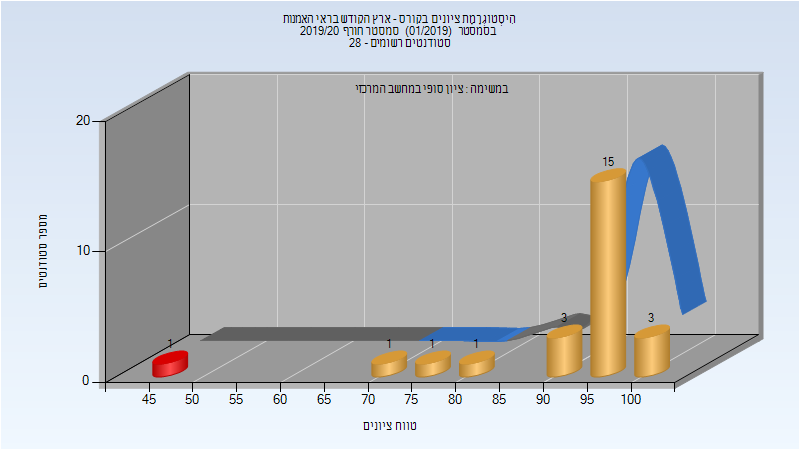 היסטוגרמת ציונים בקורס - ארץ הקודש בראי האמנות
בסמסטר (01/2019) סמסטר חורף 2019/20
סטודנטים רשומים - 28
במשימה : ציון סופי במחשב המרכזי
מספר סטודנטים
20
10
0
1
1
1
1
3
15
3
45 50 55 60 65 70 75 80 85 90 95 100
טווח ציונים